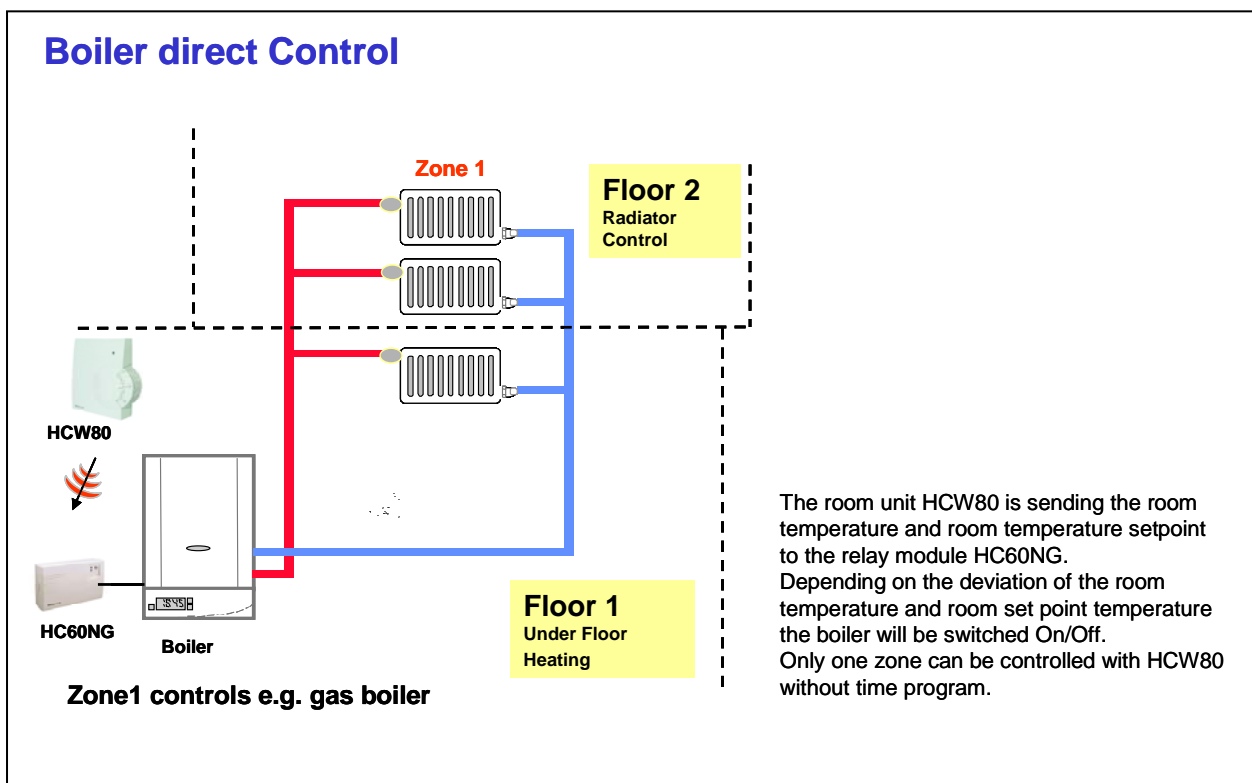 Boiler direct Control
Zone 1
Floor 2
Radiator
Control
HCW80
HC60NG
Boiler
Floor 1
Under Floor
Heating
Zone1 controls e.g. gas boiler
The room unit HCW80 is sending the room
temperature and room temperature setpoint
to the relay module HC60NG.
Depending on the deviation of the room
temperature and room set point temperature
the boiler will be switched On/Off.
Only one zone can be controlled with HCW80
without time program.